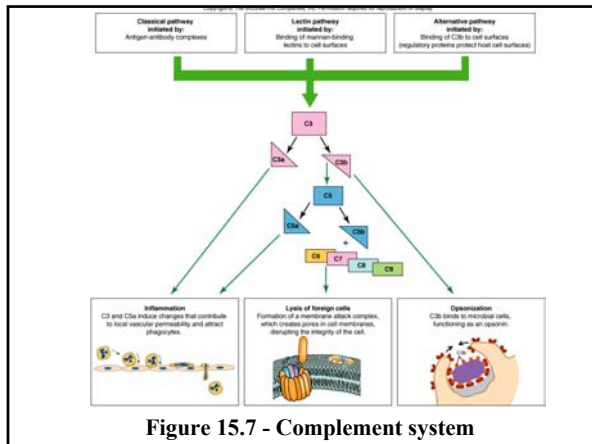 Classical pathway
initiated by:
Antigen-antibody complexes
Lectin pathway
initiated by:
Binding of mannan-binding
lectins to cell surfaces
Alternative pathway
initiated by:
Binding of C3b to cell surfaces
(regulatory proteins protect host cell surfaces)
C3
C3a
C3b
C5
C5a
C5b
+
C6
C7
C8
C9
Inflammation
C3 and C5a induce changes that contribute
to local vascular permeability and attract
phagocytes.
Lysis of foreign cells
Formation of a membrane attack complex,
which creates pores in cell membranes,
disrupting the integrity of the cell.
Opsonization
C3b binds to microbial cells,
functioning as an opsonin.
C3b
Figure 15.7 - Complement system